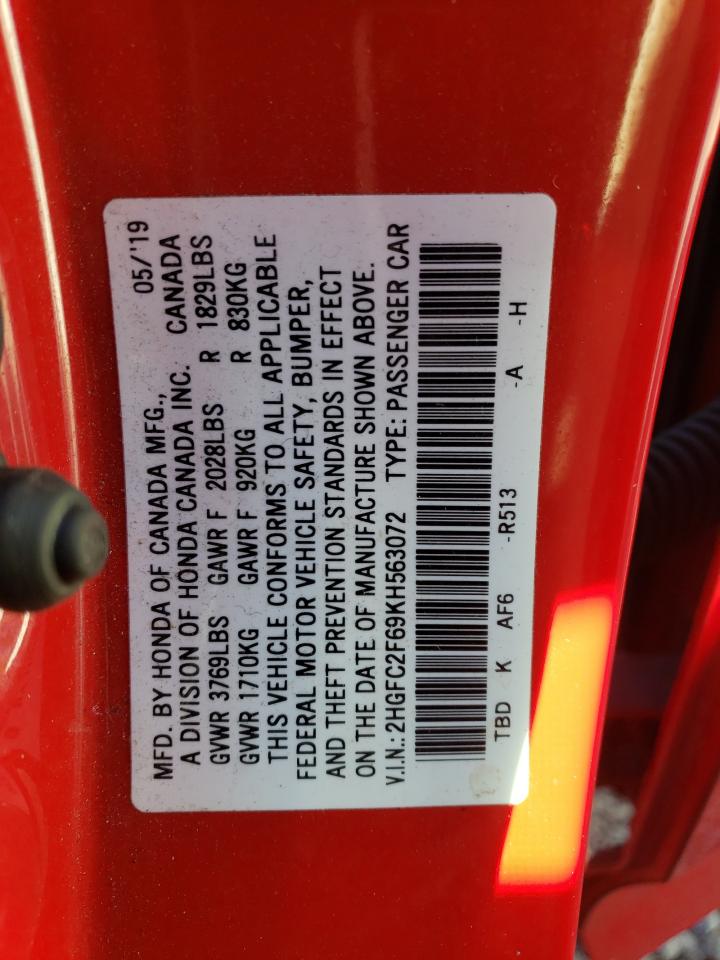 MFD. BY HONDA OF CANADA MFG., 05/'19
A DIVISION OF HONDA CANADA INC. CANADA
GVWR 3769LBS GAWR F 2028LBS R 1829LBS
GVWR 1710KG GAWR F 920KG R 830KG
THIS VEHICLE CONFORMS TO ALL APPLICABLE
FEDERAL MOTOR VEHICLE SAFETY, BUMPER,
AND THEFT PREVENTION STANDARDS IN EFFECT
ON THE DATE OF MANUFACTURE SHOWN ABOVE.
V.I.N.: 2HGFC2F69KH563072 TYPE: PASSENGER CAR
TBD K AF6 -R513 -A -H